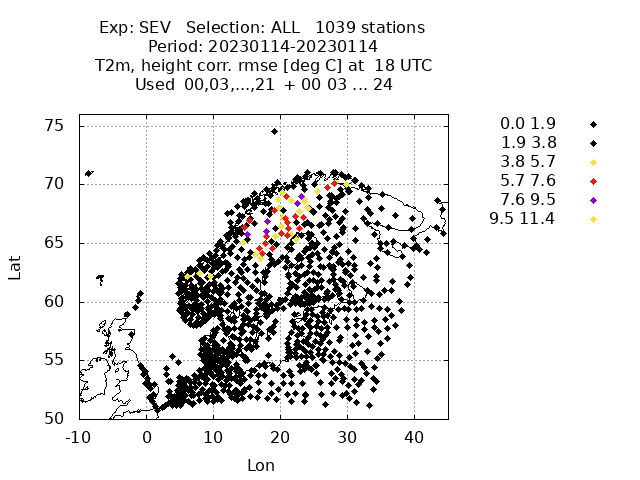 Exp: SEV Selection: ALL 1039 stations
Period: 20230114-20230114
T2m, height corr. rmse [deg C] at 18 UTC
Used 00,03,...,21 + 00 03 ... 24
75
70
65
60
55
50
Lat
-10 0 10 20 30 40
Lon
0.0 1.9
1.9 3.8
3.8 5.7
5.7 7.6
7.6 9.5
9.5 11.4